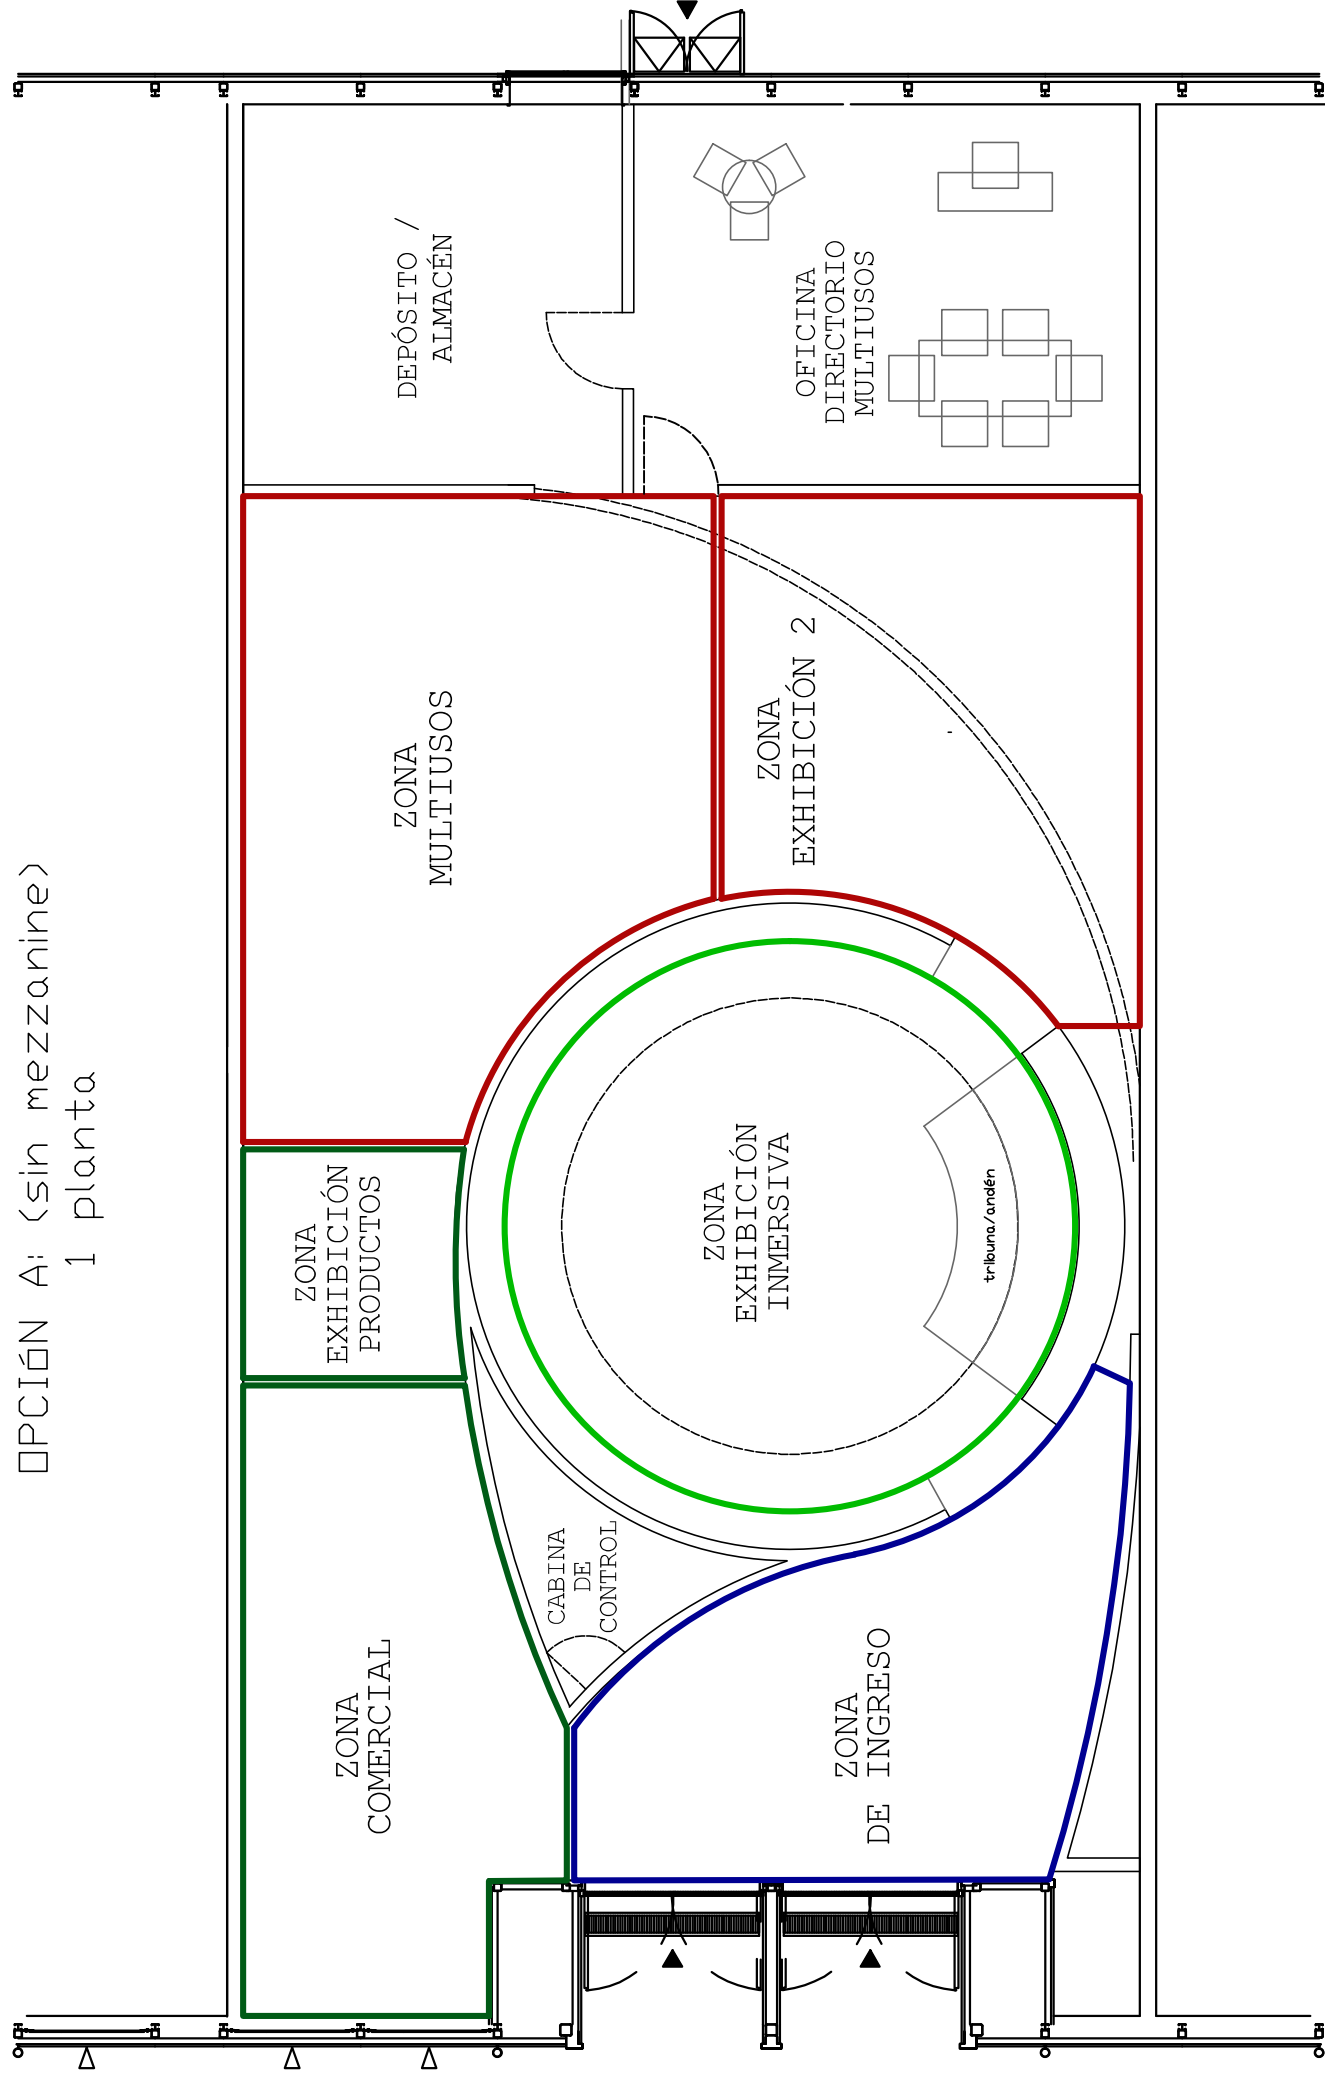 OPCIÓN A: (sin mezzanine)
1 planta
DEPÓSITO /
ALMACÉN
OFICINA
DIRECTORIO
MULTIUSOS
ZONA
MULTIUSOS
ZONA
EXHIBICIÓN 2
ZONA
EXHIBICIÓN
PRODUCTOS
ZONA
EXHIBICIÓN
INMERSIVA
tribuna/andén
CABINA
DE
CONTROL
ZONA
COMERCIAL
ZONA
DE INGRESO